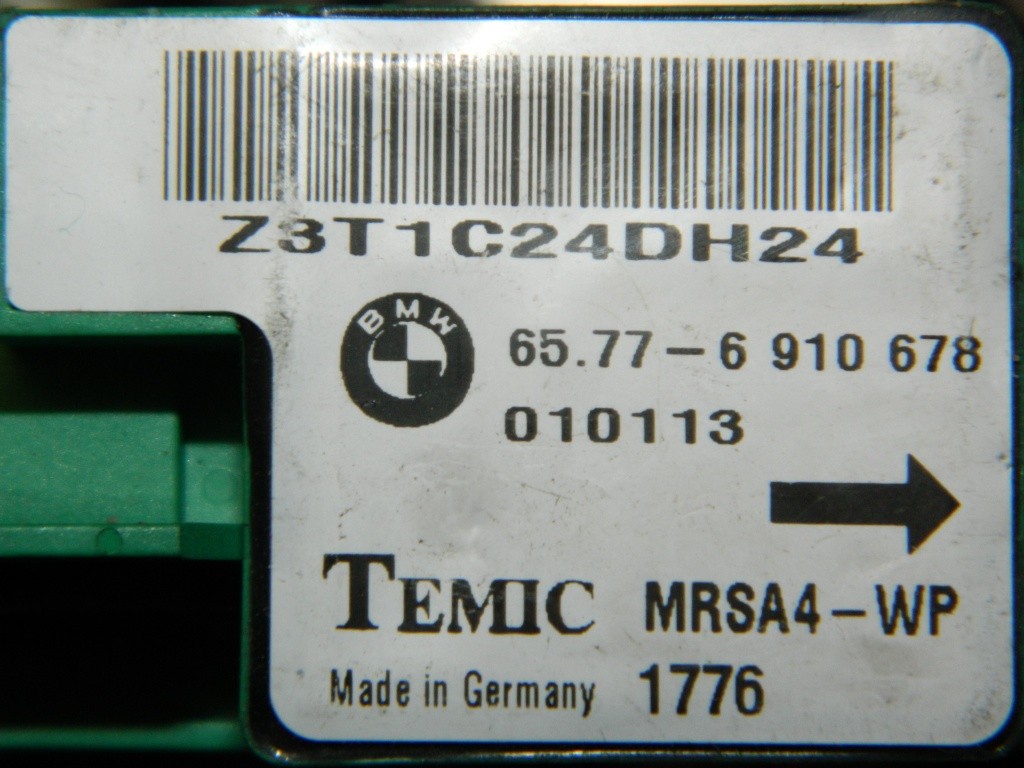 Z3T1C24DH24
BMW
65.77-6 910 678
010113
TEMIC MRSA4-WP
Made in Germany 1776